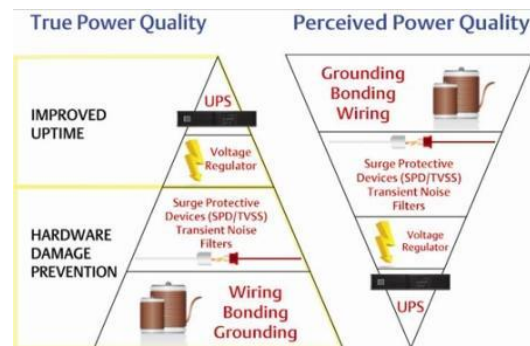 True Power Quality
Perceived Power Quality
IMPROVED
UPTIME
HARDWARE
DAMAGE
PREVENTION
UPS
Voltage
Regulator
Surge Protective
Devices (SPD/TVSS)
Transient Noise
Filters
Wiring
Bonding
Grounding
Grounding
Bonding
Wiring
Surge Protective
Devices (SPD/TVSS)
Transient Noise
Filters
Voltage
Regulator
UPS